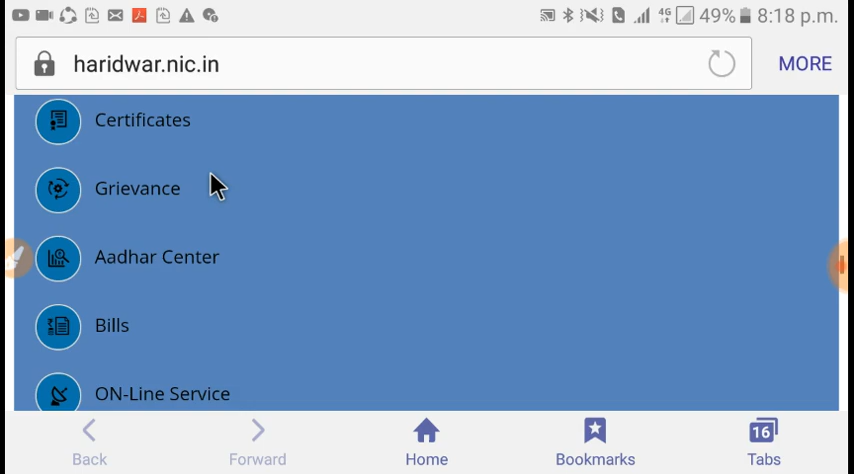 4G 49% 8:18 p.m.
haridwar.nic.in MORE
Certificates
Grievance
Aadhar Center
Bills
ON-Line Service
16
Back Forward Home Bookmarks Tabs